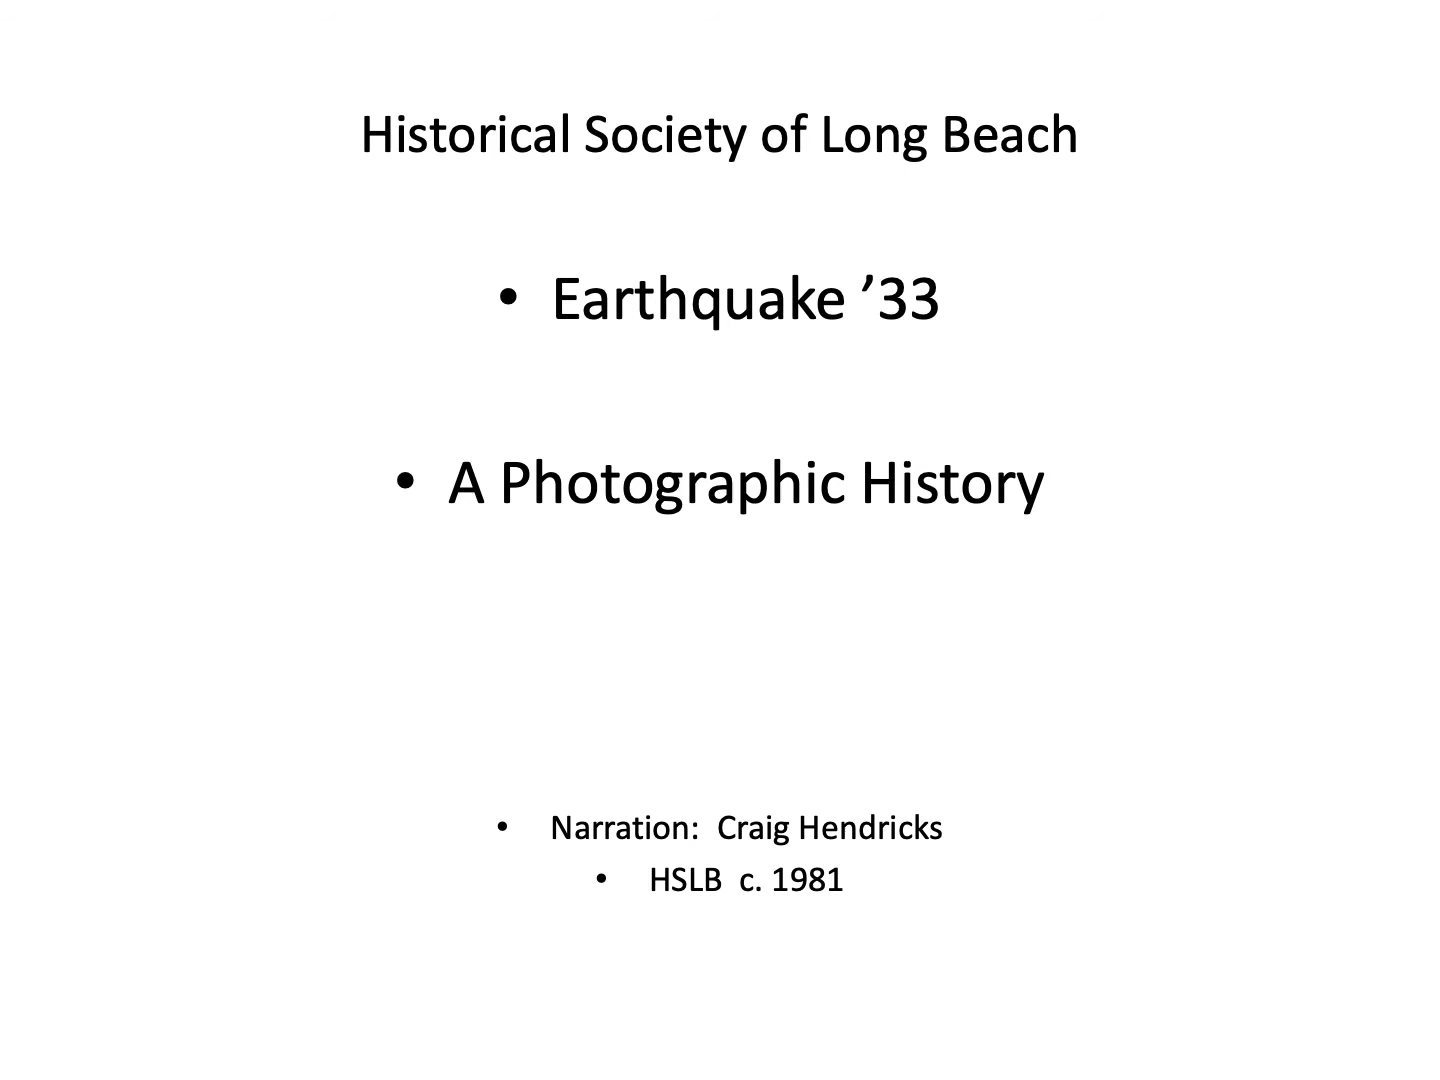 Historical Society of Long Beach
• Earthquake ’33
• A Photographic History
• Narration:  Craig Hendricks
• HSLB  c. 1981